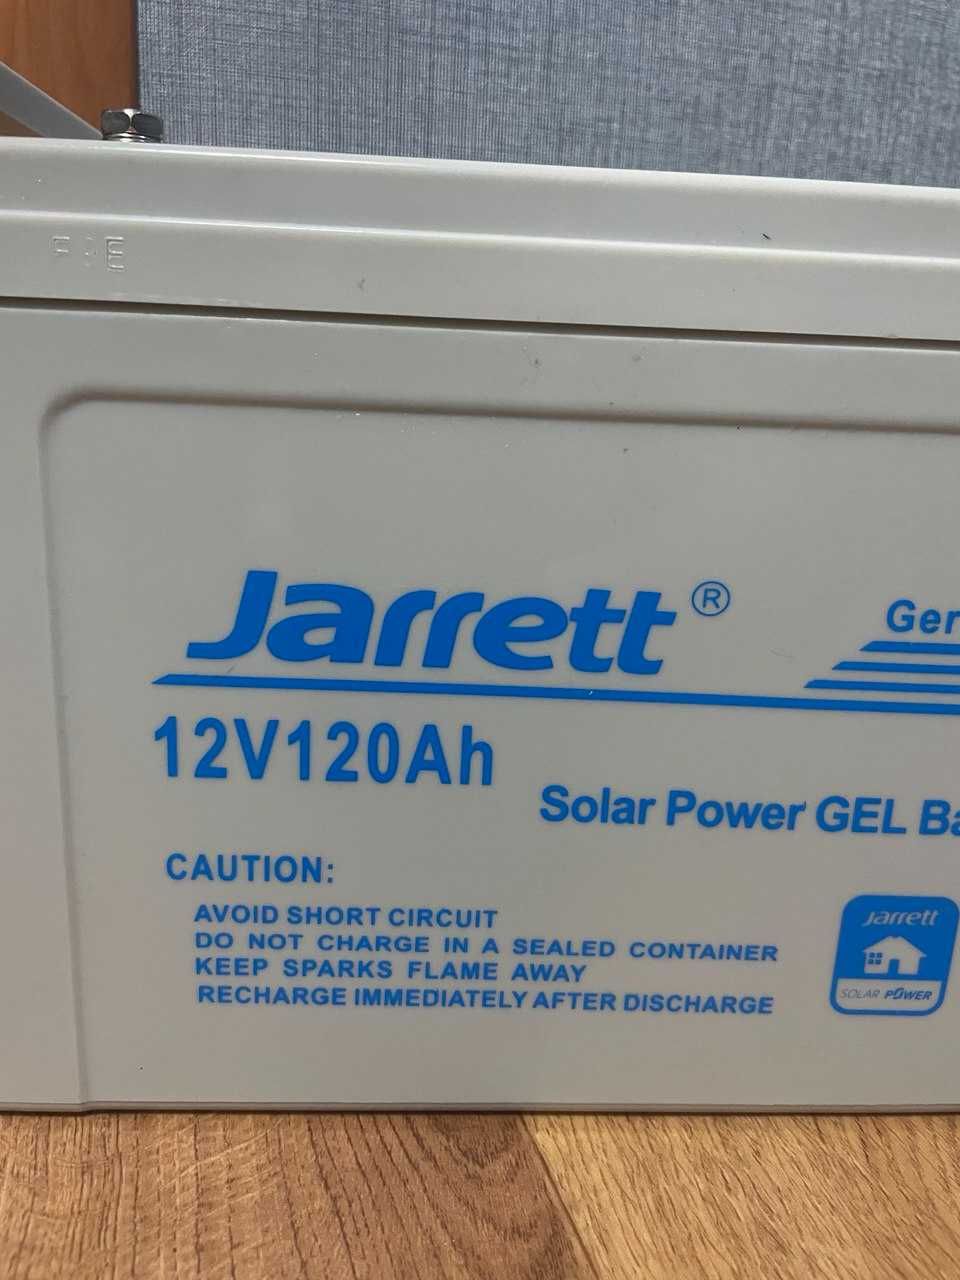 Jarrett®
Ger
12V120Ah
Solar Power GEL Ba
CAUTION:
AVOID SHORT CIRCUIT
DO NOT CHARGE IN A SEALED CONTAINER
KEEP SPARKS FLAME AWAY
RECHARGE IMMEDIATELY AFTER DISCHARGE
Jarrett
SOLAR POWER